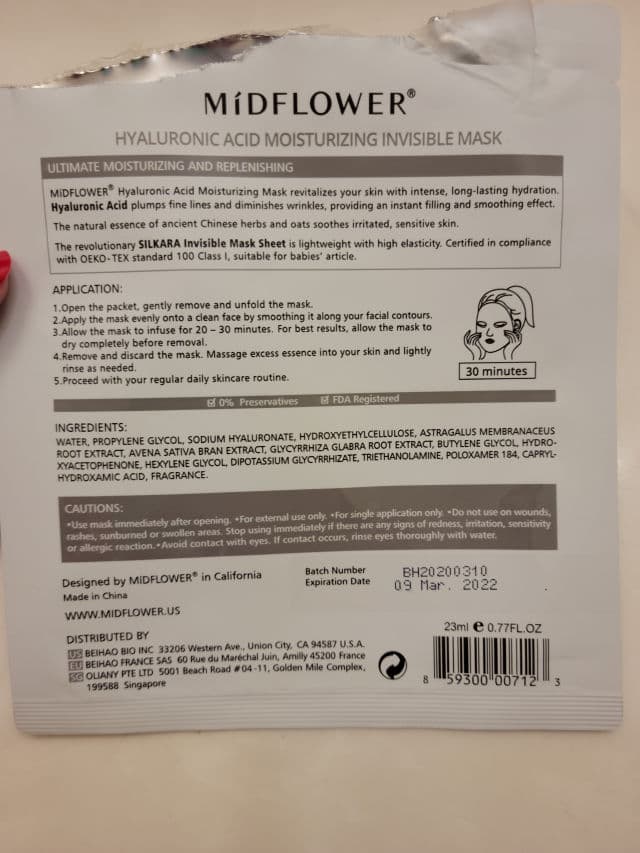 MíDFLOWER®
HYALURONIC ACID MOISTURIZING INVISIBLE MASK
ULTIMATE MOISTURIZING AND REPLENISHING
MíDFLOWER® Hyaluronic Acid Moisturizing Mask revitalizes your skin with intense, long-lasting hydration.
Hyaluronic Acid plumps fine lines and diminishes wrinkles, providing an instant filling and smoothing effect.
The natural essence of ancient Chinese herbs and oats soothes irritated, sensitive skin.
The revolutionary SILKARA Invisible Mask Sheet is lightweight with high elasticity. Certified in compliance
with OEKO-TEX standard 100 Class I, suitable for babies' article.
APPLICATION:
1.Open the packet, gently remove and unfold the mask.
2.Apply the mask evenly onto a clean face by smoothing it along your facial contours.
3.Allow the mask to infuse for 20 – 30 minutes. For best results, allow the mask to
dry completely before removal.
4.Remove and discard the mask. Massage excess essence into your skin and lightly
rinse as needed.
5.Proceed with your regular daily skincare routine.
30 minutes
☑ 0% Preservatives ☑ FDA Registered
INGREDIENTS:
WATER, PROPYLENE GLYCOL, SODIUM HYALURONATE, HYDROXYETHYLCELLULOSE, ASTRAGALUS MEMBRANACEUS
ROOT EXTRACT, AVENA SATIVA BRAN EXTRACT, GLYCYRRHIZA GLABRA ROOT EXTRACT, BUTYLENE GLYCOL, HYDRO-
XYACETOPHENONE, HEXYLENE GLYCOL, DIPOTASSIUM GLYCYRRHIZATE, TRIETHANOLAMINE, POLOXAMER 184, CAPRYL-
HYDROXAMIC ACID, FRAGRANCE.
CAUTIONS:
•Use mask immediately after opening. •For external use only. •For single application only. •Do not use on wounds,
rashes, sunburned or swollen areas. Stop using immediately if there are any signs of redness, irritation, sensitivity
or allergic reaction.•Avoid contact with eyes. If contact occurs, rinse eyes thoroughly with water.
Designed by MíDFLOWER® in California
Made in China
WWW.MIDFLOWER.US
Batch Number BH20200310
Expiration Date 09 Mar. 2022
DISTRIBUTED BY
US BEIHAO BIO INC 33206 Western Ave., Union City, CA 94587 U.S.A.
EU BEIHAO FRANCE SAS 60 Rue du Maréchal Juin, Amilly 45200 France
SG OLIANY PTE LTD 5001 Beach Road #04-11, Golden Mile Complex,
199588 Singapore
23ml e 0.77FL.OZ
8 59300 00712 3